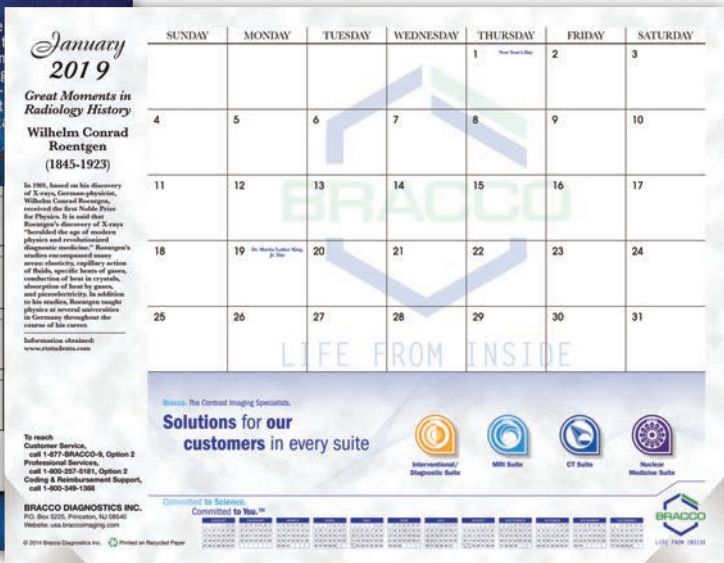 January
2019
Great Moments in
Radiology History
Wilhelm Conrad
Roentgen
(1845-1923)
In 1901, based on his discovery
of X-rays, German-physicist,
Wilhelm Conrad Roentgen,
received the first Noble Prize
for Physics. It is said that
Roentgen's discovery of X-rays
"heralded the age of modern
physics and revolutionized
diagnostic medicine." Roentgen's
studies encompassed many
areas: elasticity, capillary action
of fluids, specific heats of gases,
conduction of heat in crystals,
absorption of heat by gases,
and piezoelectricity. In addition
to his studies, Roentgen taught
physics at several universities
in Germany throughout the
course of his career.
Information obtained:
www.rtstudents.com
To reach
Customer Service,
call 1-877-BRACCO-9, Option 2
Professional Services,
call 1-800-257-5181, Option 2
Coding & Reimbursement Support,
call 1-800-349-1388
BRACCO DIAGNOSTICS INC.
P.O. Box 5225, Princeton, NJ 08540
Website: usa.braccoimaging.com
© 2014 Bracco Diagnostics Inc. Printed on Recycled Paper
SUNDAY MONDAY TUESDAY WEDNESDAY THURSDAY FRIDAY SATURDAY
1 New Year's Day 2 3
4 5 6 7 8 9 10
11 12 13 14 15 16 17
BRACCO
18 19 Dr. Martin Luther King, Jr. Day 20 21 22 23 24
25 26 27 28 29 30 31
LIFE FROM INSIDE
Bracco. The Contrast Imaging Specialists.
Solutions for our
customers in every suite
Interventional/
Diagnostic Suite
MRI Suite
CT Suite
Nuclear
Medicine Suite
Committed to Science.
Committed to You.™
BRACCO
LIFE FROM INSIDE